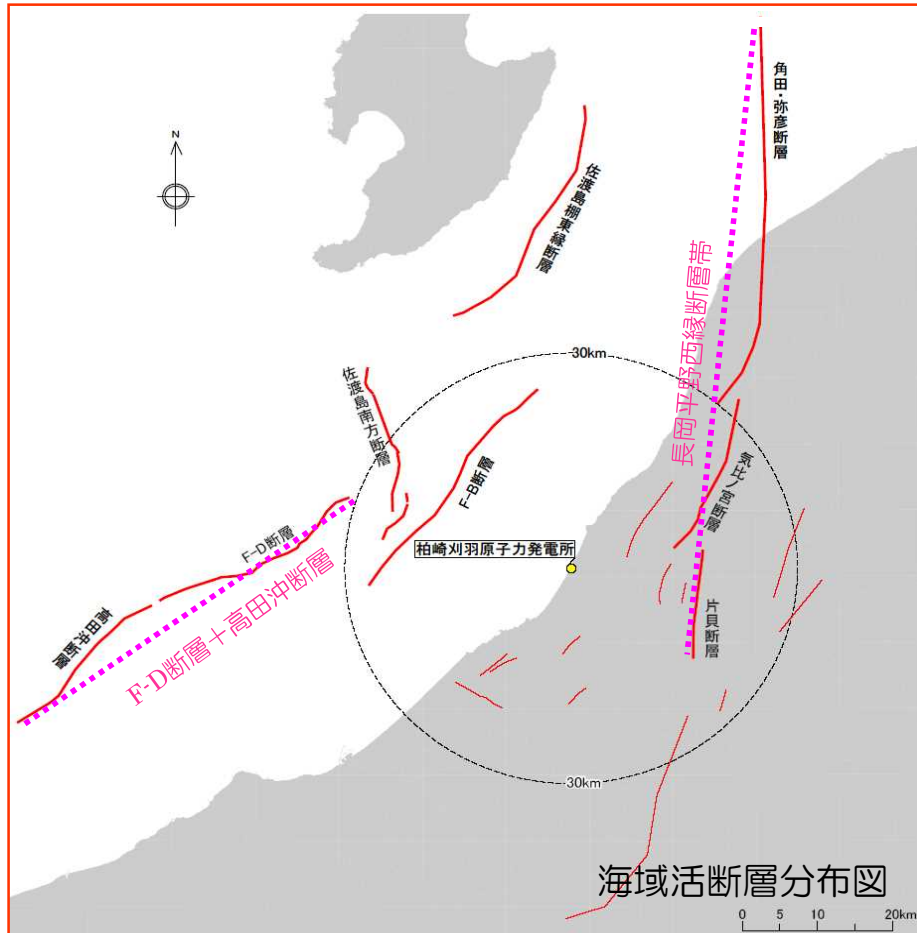 N
角田・弥彦断層
佐渡島棚東縁断層
長岡平野西縁断層帯
30km
佐渡島南方断層
F-B断層
気比ノ宮断層
F-D断層
柏崎刈羽原子力発電所
高田沖断層
F-D断層+高田沖断層
片貝断層
30km
海域活断層分布図
0 5 10 20km